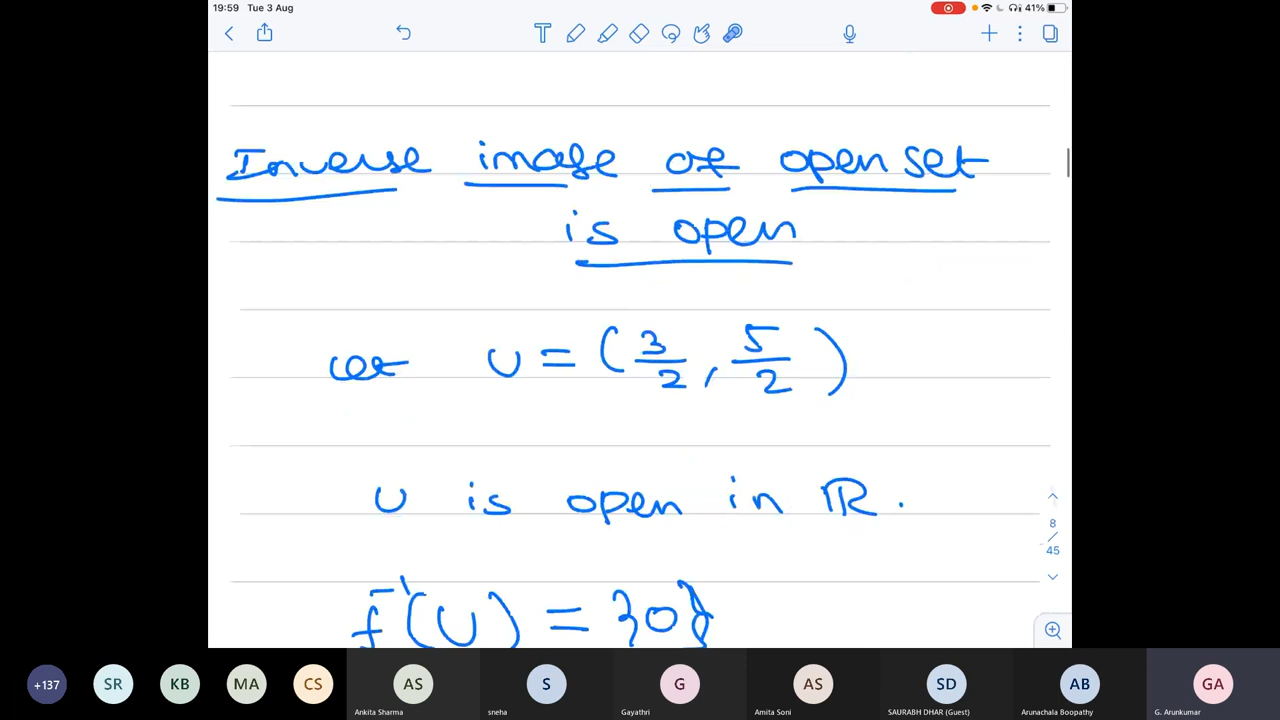 19:59 Tue 3 Aug
41%
Inverse image of open set
is open
let U = (3/2, 5/2)
U is open in ℝ.
f⁻¹(U) = {0}
8
/
45
+137 SR KB MA CS AS S G AS SD AB GA
Ankita Sharma sneha Gayathri Amita Soni SAURABH DHAR (Guest) Arunachala Boopathy G. Arunkumar